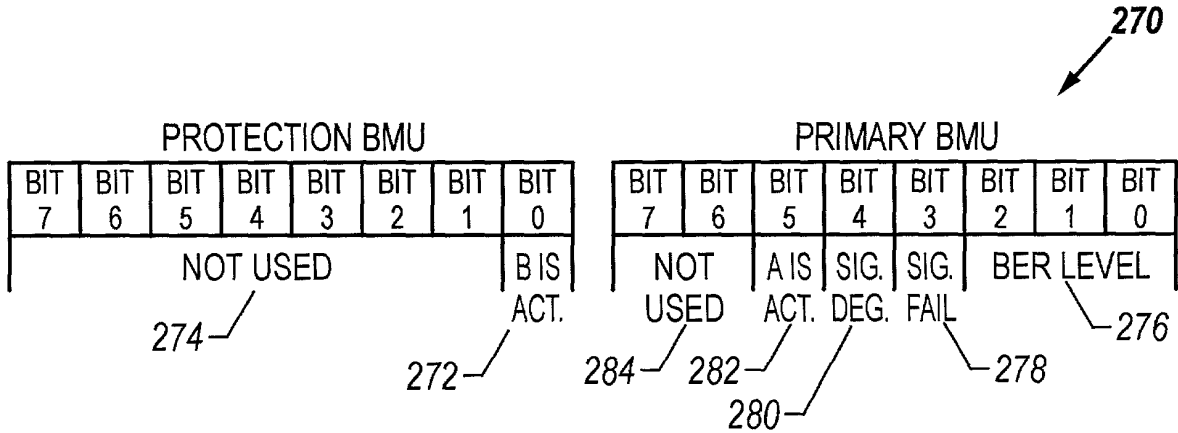 270
PROTECTION BMU PRIMARY BMU
BIT BIT BIT BIT BIT BIT BIT BIT BIT BIT BIT BIT BIT BIT BIT BIT
7 6 5 4 3 2 1 0 7 6 5 4 3 2 1 0
NOT USED B IS NOT A IS SIG. SIG. BER LEVEL
ACT. USED ACT. DEG. FAIL
274 276
272 284 282 278
280